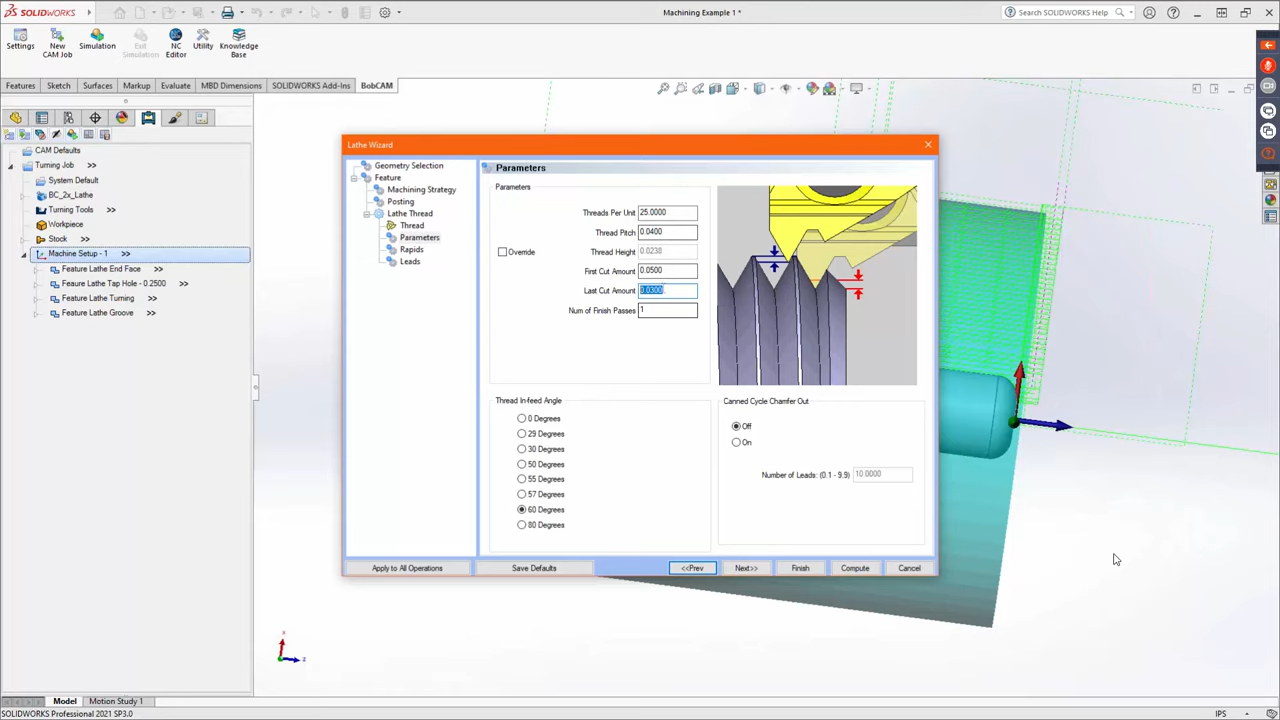 SOLIDWORKS
Machining Example 1 *
Search SOLIDWORKS Help
Settings
New CAM Job
Simulation
Exit Simulation
NC Editor
Utility
Knowledge Base
Features
Sketch
Surfaces
Markup
Evaluate
MBD Dimensions
SOLIDWORKS Add-Ins
BobCAM
CAM Defaults
Turning Job >>
System Default
BC_2x_Lathe
Turning Tools >>
Workpiece
Stock >>
Machine Setup - 1 >>
Feature Lathe End Face >>
Feaure Lathe Tap Hole - 0.2500 >>
Feature Lathe Turning >>
Feature Lathe Groove >>
Lathe Wizard
Geometry Selection
Feature
Machining Strategy
Posting
Lathe Thread
Thread
Parameters
Rapids
Leads
Parameters
Parameters
Threads Per Unit 25.0000
Thread Pitch 0.0400
Override
Thread Height 0.0238
First Cut Amount 0.0500
Last Cut Amount 0.0300
Num of Finish Passes 1
Thread In-feed Angle
0 Degrees
29 Degrees
30 Degrees
50 Degrees
55 Degrees
57 Degrees
60 Degrees
80 Degrees
Canned Cycle Chamfer Out
Off
On
Number of Leads: (0.1 - 9.9) 10.0000
Apply to All Operations
Save Defaults
<<Prev
Next>>
Finish
Compute
Cancel
x
z
Model
Motion Study 1
SOLIDWORKS Professional 2021 SP3.0
IPS